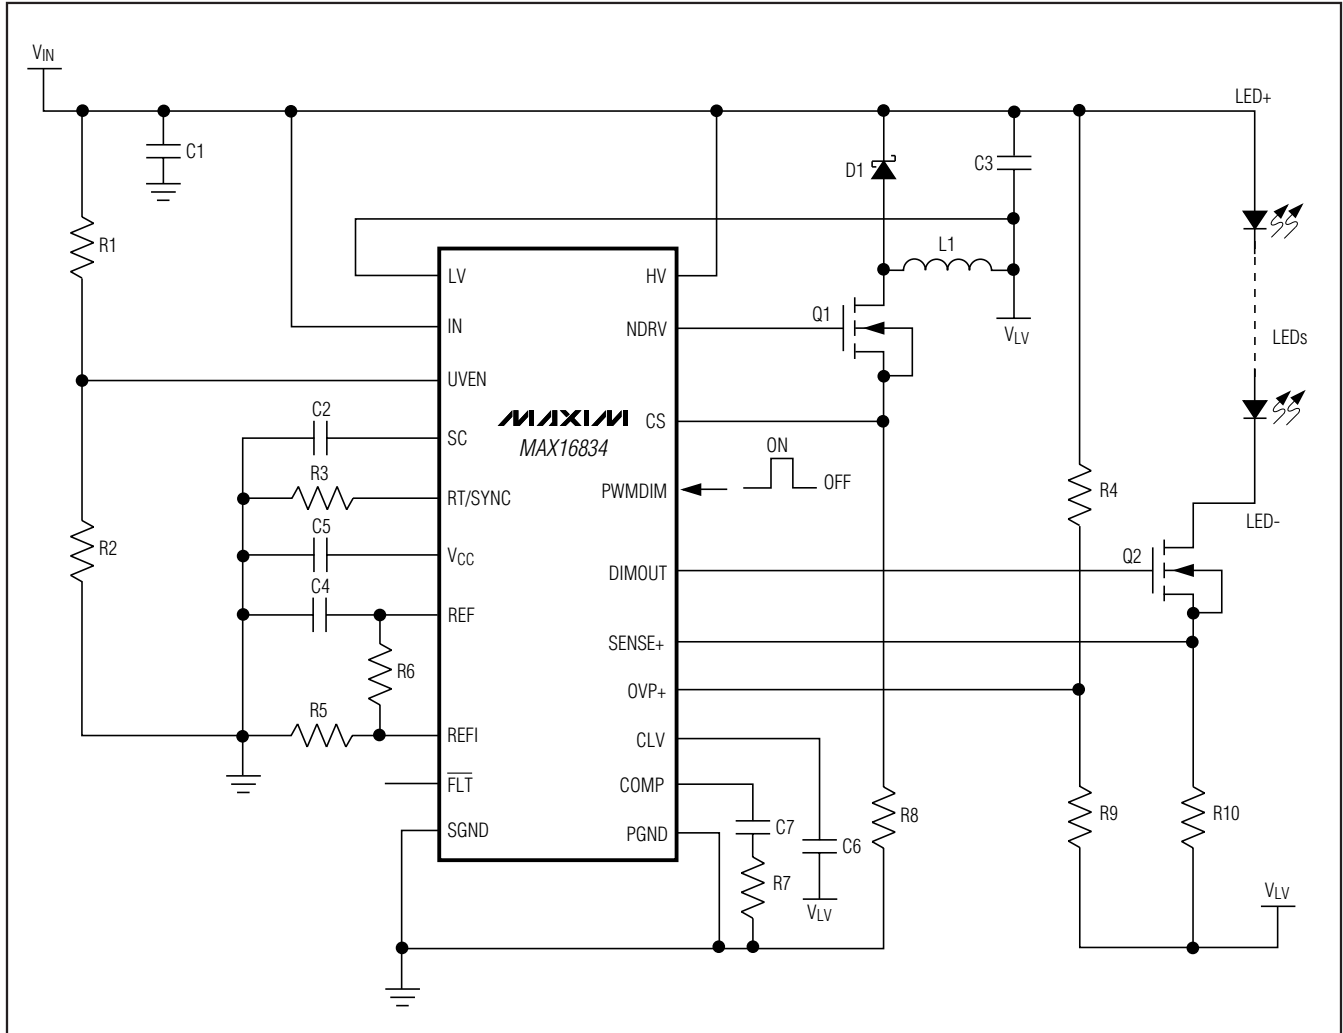 VIN
LED+
C1
D1
C3
R1
L1
LV
HV
Q1
IN
NDRV
VLV
LEDs
UVEN
C2
MAXIM
CS
SC
MAX16834
ON
R3
PWMDIM
OFF
RT/SYNC
R4
LED-
C5
R2
VCC
Q2
C4
DIMOUT
REF
SENSE+
R6
OVP+
R5
REFI
CLV
FLT
COMP
R8
R9
R10
C7
SGND
PGND
C6
R7
VLV
VLV